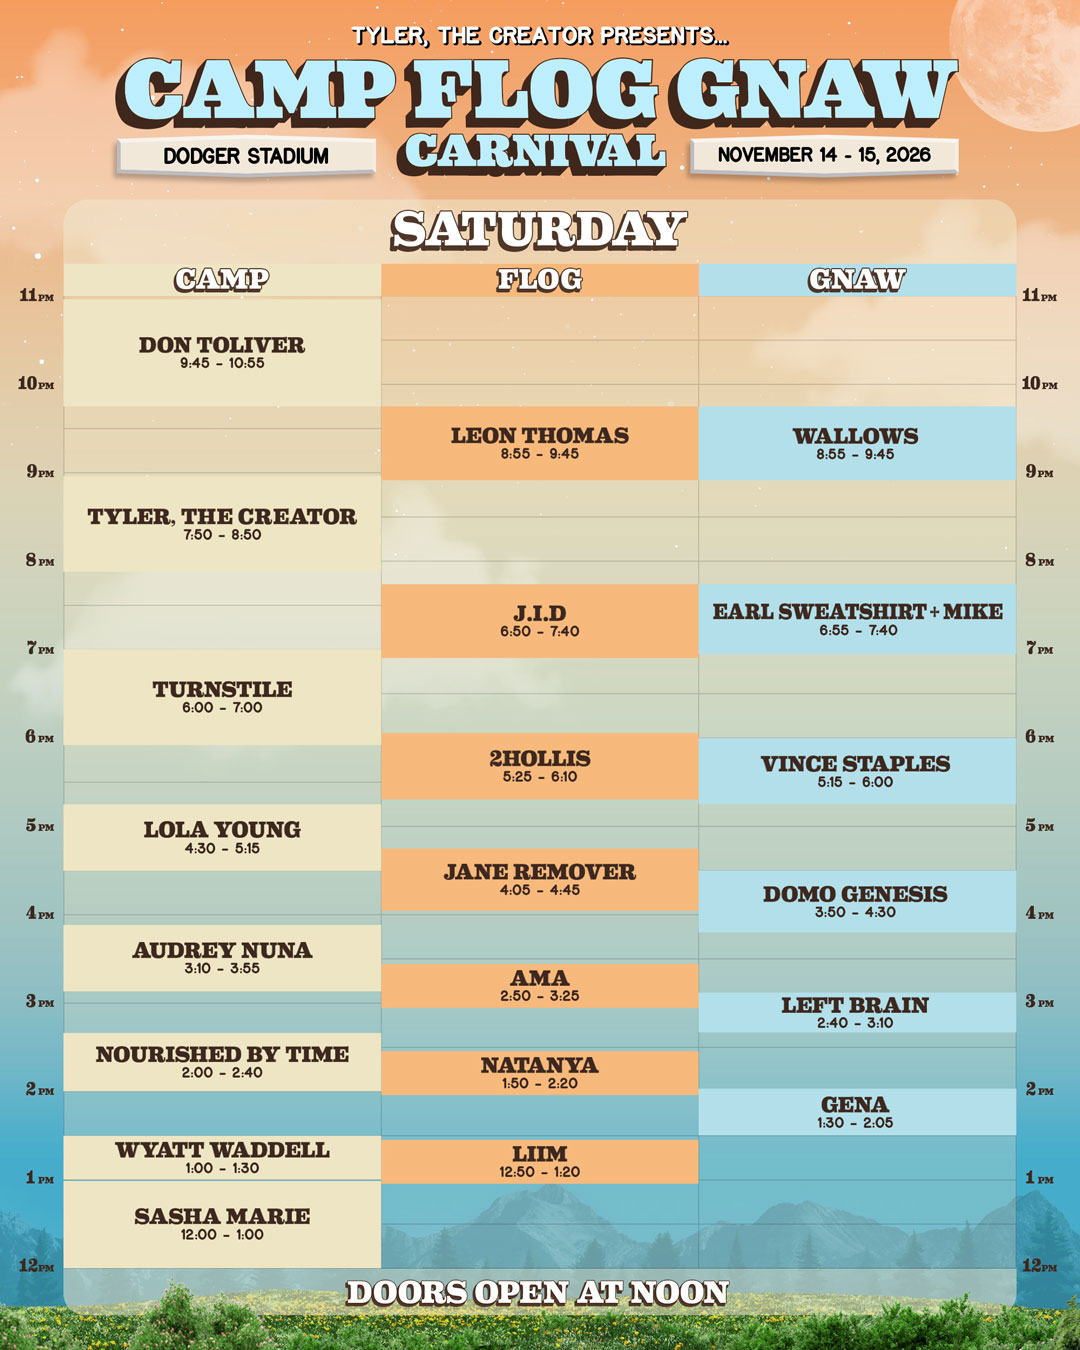 TYLER, THE CREATOR PRESENTS...
CAMP FLOG GNAW
CARNIVAL
DODGER STADIUM
NOVEMBER 14 - 15, 2026
SATURDAY
CAMP
FLOG
GNAW
11PM
11PM
DON TOLIVER
9:45 - 10:55
10PM
10PM
LEON THOMAS
8:55 - 9:45
WALLOWS
8:55 - 9:45
9PM
9PM
TYLER, THE CREATOR
7:50 - 8:50
8PM
8PM
J.I.D
6:50 - 7:40
EARL SWEATSHIRT + MIKE
6:55 - 7:40
7PM
7PM
TURNSTILE
6:00 - 7:00
6PM
6PM
2HOLLIS
5:25 - 6:10
VINCE STAPLES
5:15 - 6:00
5PM
5PM
LOLA YOUNG
4:30 - 5:15
JANE REMOVER
4:05 - 4:45
DOMO GENESIS
3:50 - 4:30
4PM
4PM
AUDREY NUNA
3:10 - 3:55
AMA
2:50 - 3:25
3PM
3PM
LEFT BRAIN
2:40 - 3:10
NOURISHED BY TIME
2:00 - 2:40
NATANYA
1:50 - 2:20
2PM
2PM
GENA
1:30 - 2:05
WYATT WADDELL
1:00 - 1:30
LIIM
12:50 - 1:20
1PM
1PM
SASHA MARIE
12:00 - 1:00
12PM
12PM
DOORS OPEN AT NOON